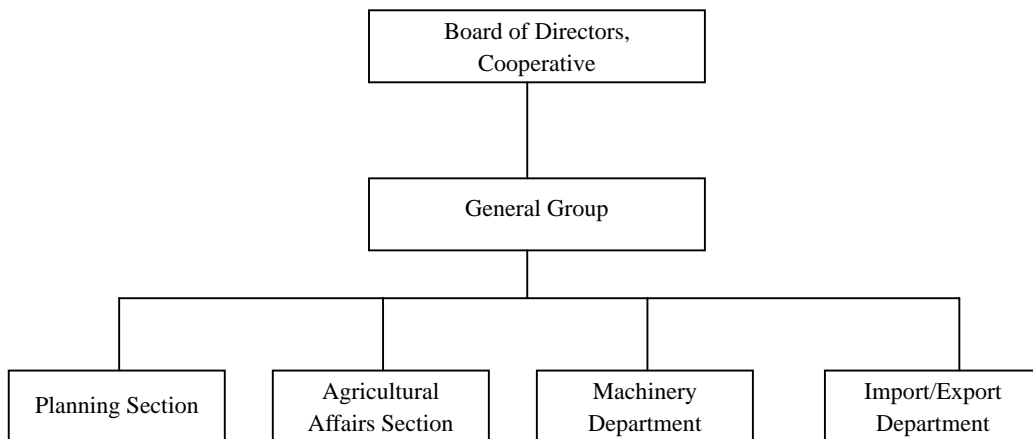 Board of Directors,
Cooperative
General Group
Planning Section
Agricultural
Affairs Section
Machinery
Department
Import/Export
Department